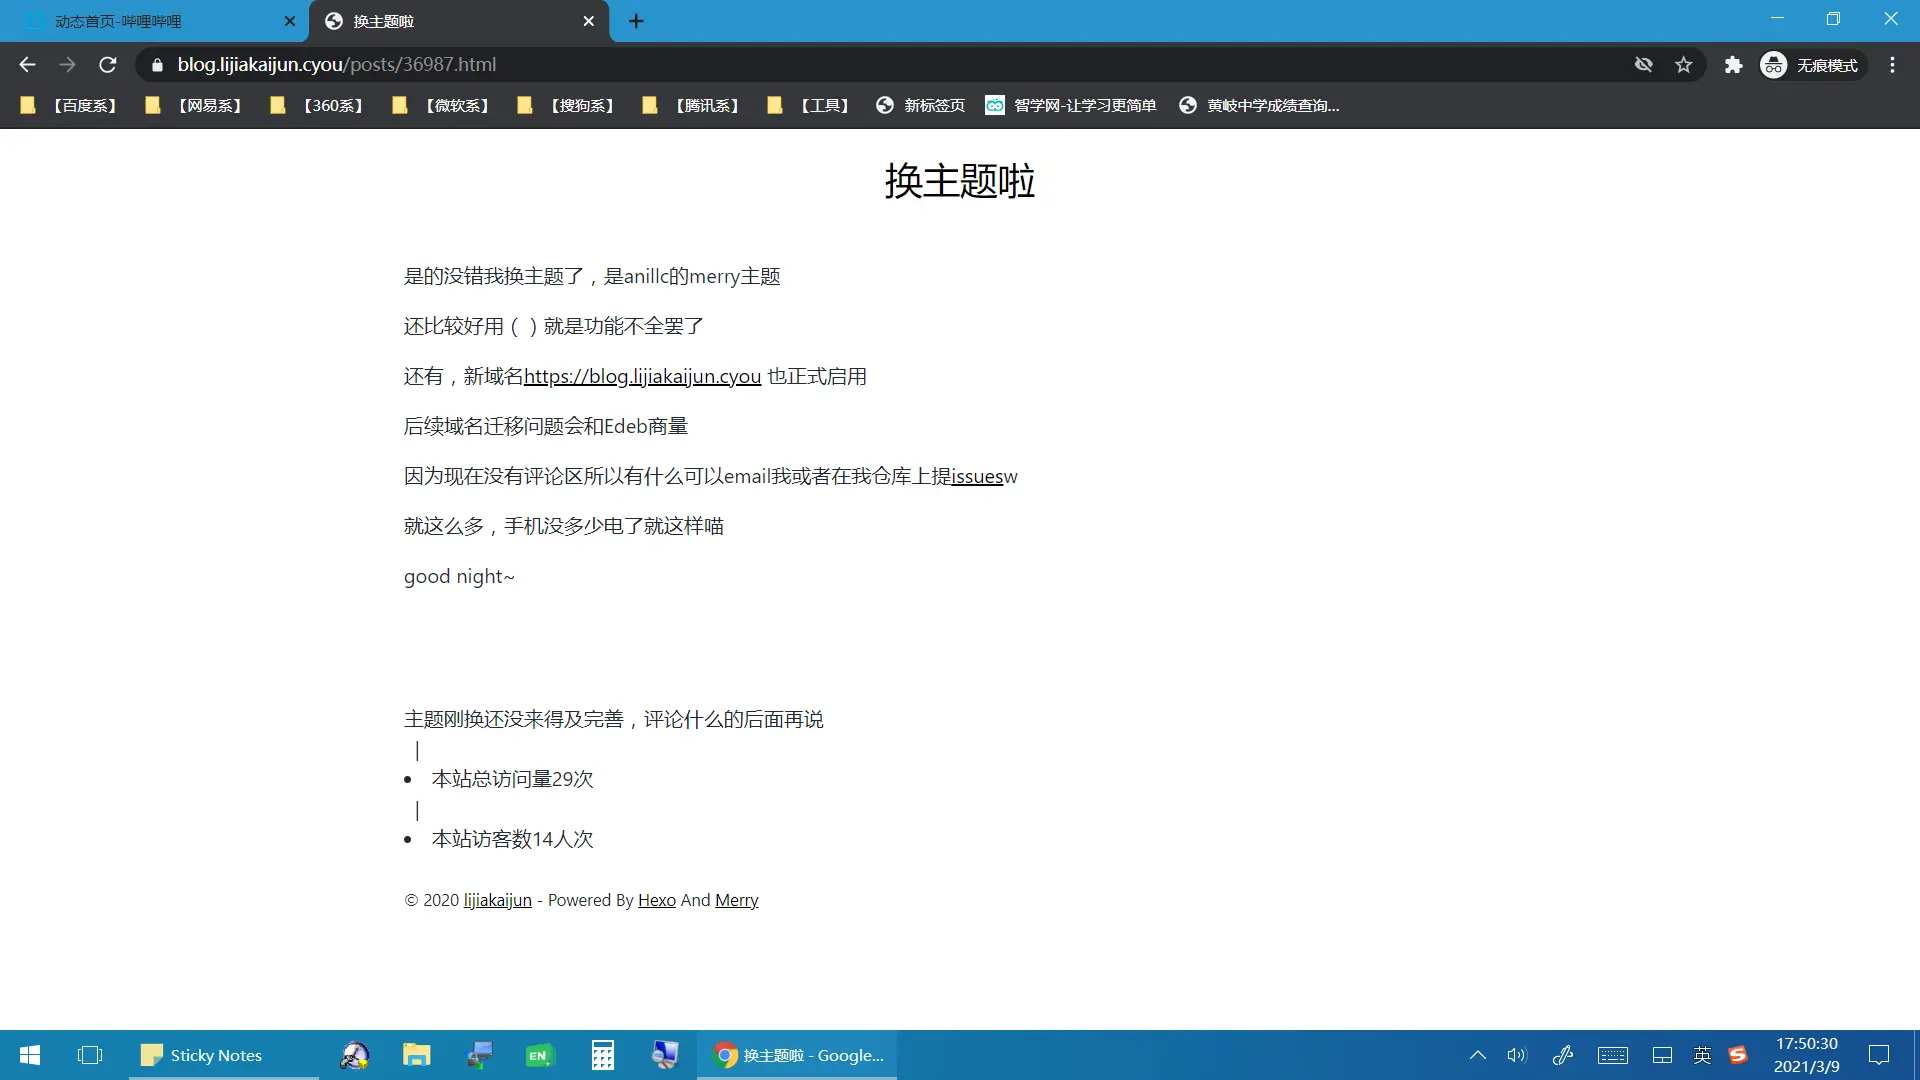 动态首页-哔哩哔哩
换主题啦
blog.lijiakaijun.cyou/posts/36987.html
无痕模式
【百度系】
【网易系】
【360系】
【微软系】
【搜狗系】
【腾讯系】
【工具】
新标签页
智学网-让学习更简单
黄岐中学成绩查询...
换主题啦
是的没错我换主题了，是anillc的merry主题
还比较好用（ ）就是功能不全罢了
还有，新域名https://blog.lijiakaijun.cyou 也正式启用
后续域名迁移问题会和Edeb商量
因为现在没有评论区所以有什么可以email我或者在我仓库上提issuesw
就这么多，手机没多少电了就这样喵
good night~
主题刚换还没来得及完善，评论什么的后面再说
|
• 本站总访问量29次
|
• 本站访客数14人次
© 2020 lijiakaijun - Powered By Hexo And Merry
Sticky Notes
EN
换主题啦 - Google...
英
17:50:30
2021/3/9